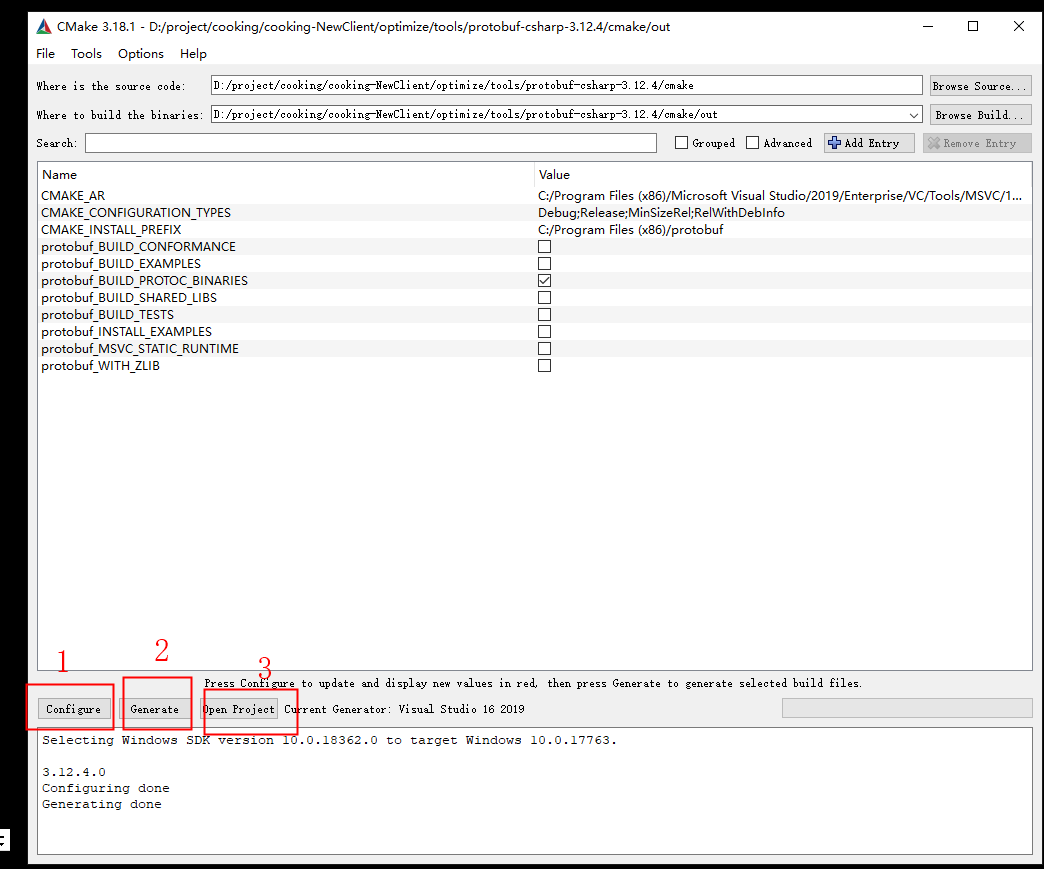 CMake 3.18.1 - D:/project/cooking/cooking-NewClient/optimize/tools/protobuf-csharp-3.12.4/cmake/out
File Tools Options Help
Where is the source code: D:/project/cooking/cooking-NewClient/optimize/tools/protobuf-csharp-3.12.4/cmake Browse Source...
Where to build the binaries: D:/project/cooking/cooking-NewClient/optimize/tools/protobuf-csharp-3.12.4/cmake/out Browse Build...
Search: Grouped Advanced Add Entry Remove Entry
Name Value
CMAKE_AR C:/Program Files (x86)/Microsoft Visual Studio/2019/Enterprise/VC/Tools/MSVC/1...
CMAKE_CONFIGURATION_TYPES Debug;Release;MinSizeRel;RelWithDebInfo
CMAKE_INSTALL_PREFIX C:/Program Files (x86)/protobuf
protobuf_BUILD_CONFORMANCE
protobuf_BUILD_EXAMPLES
protobuf_BUILD_PROTOC_BINARIES
protobuf_BUILD_SHARED_LIBS
protobuf_BUILD_TESTS
protobuf_INSTALL_EXAMPLES
protobuf_MSVC_STATIC_RUNTIME
protobuf_WITH_ZLIB
1 2 3
Press Configure to update and display new values in red, then press Generate to generate selected build files.
Configure Generate Open Project Current Generator: Visual Studio 16 2019
Selecting Windows SDK version 10.0.18362.0 to target Windows 10.0.17763.
3.12.4.0
Configuring done
Generating done